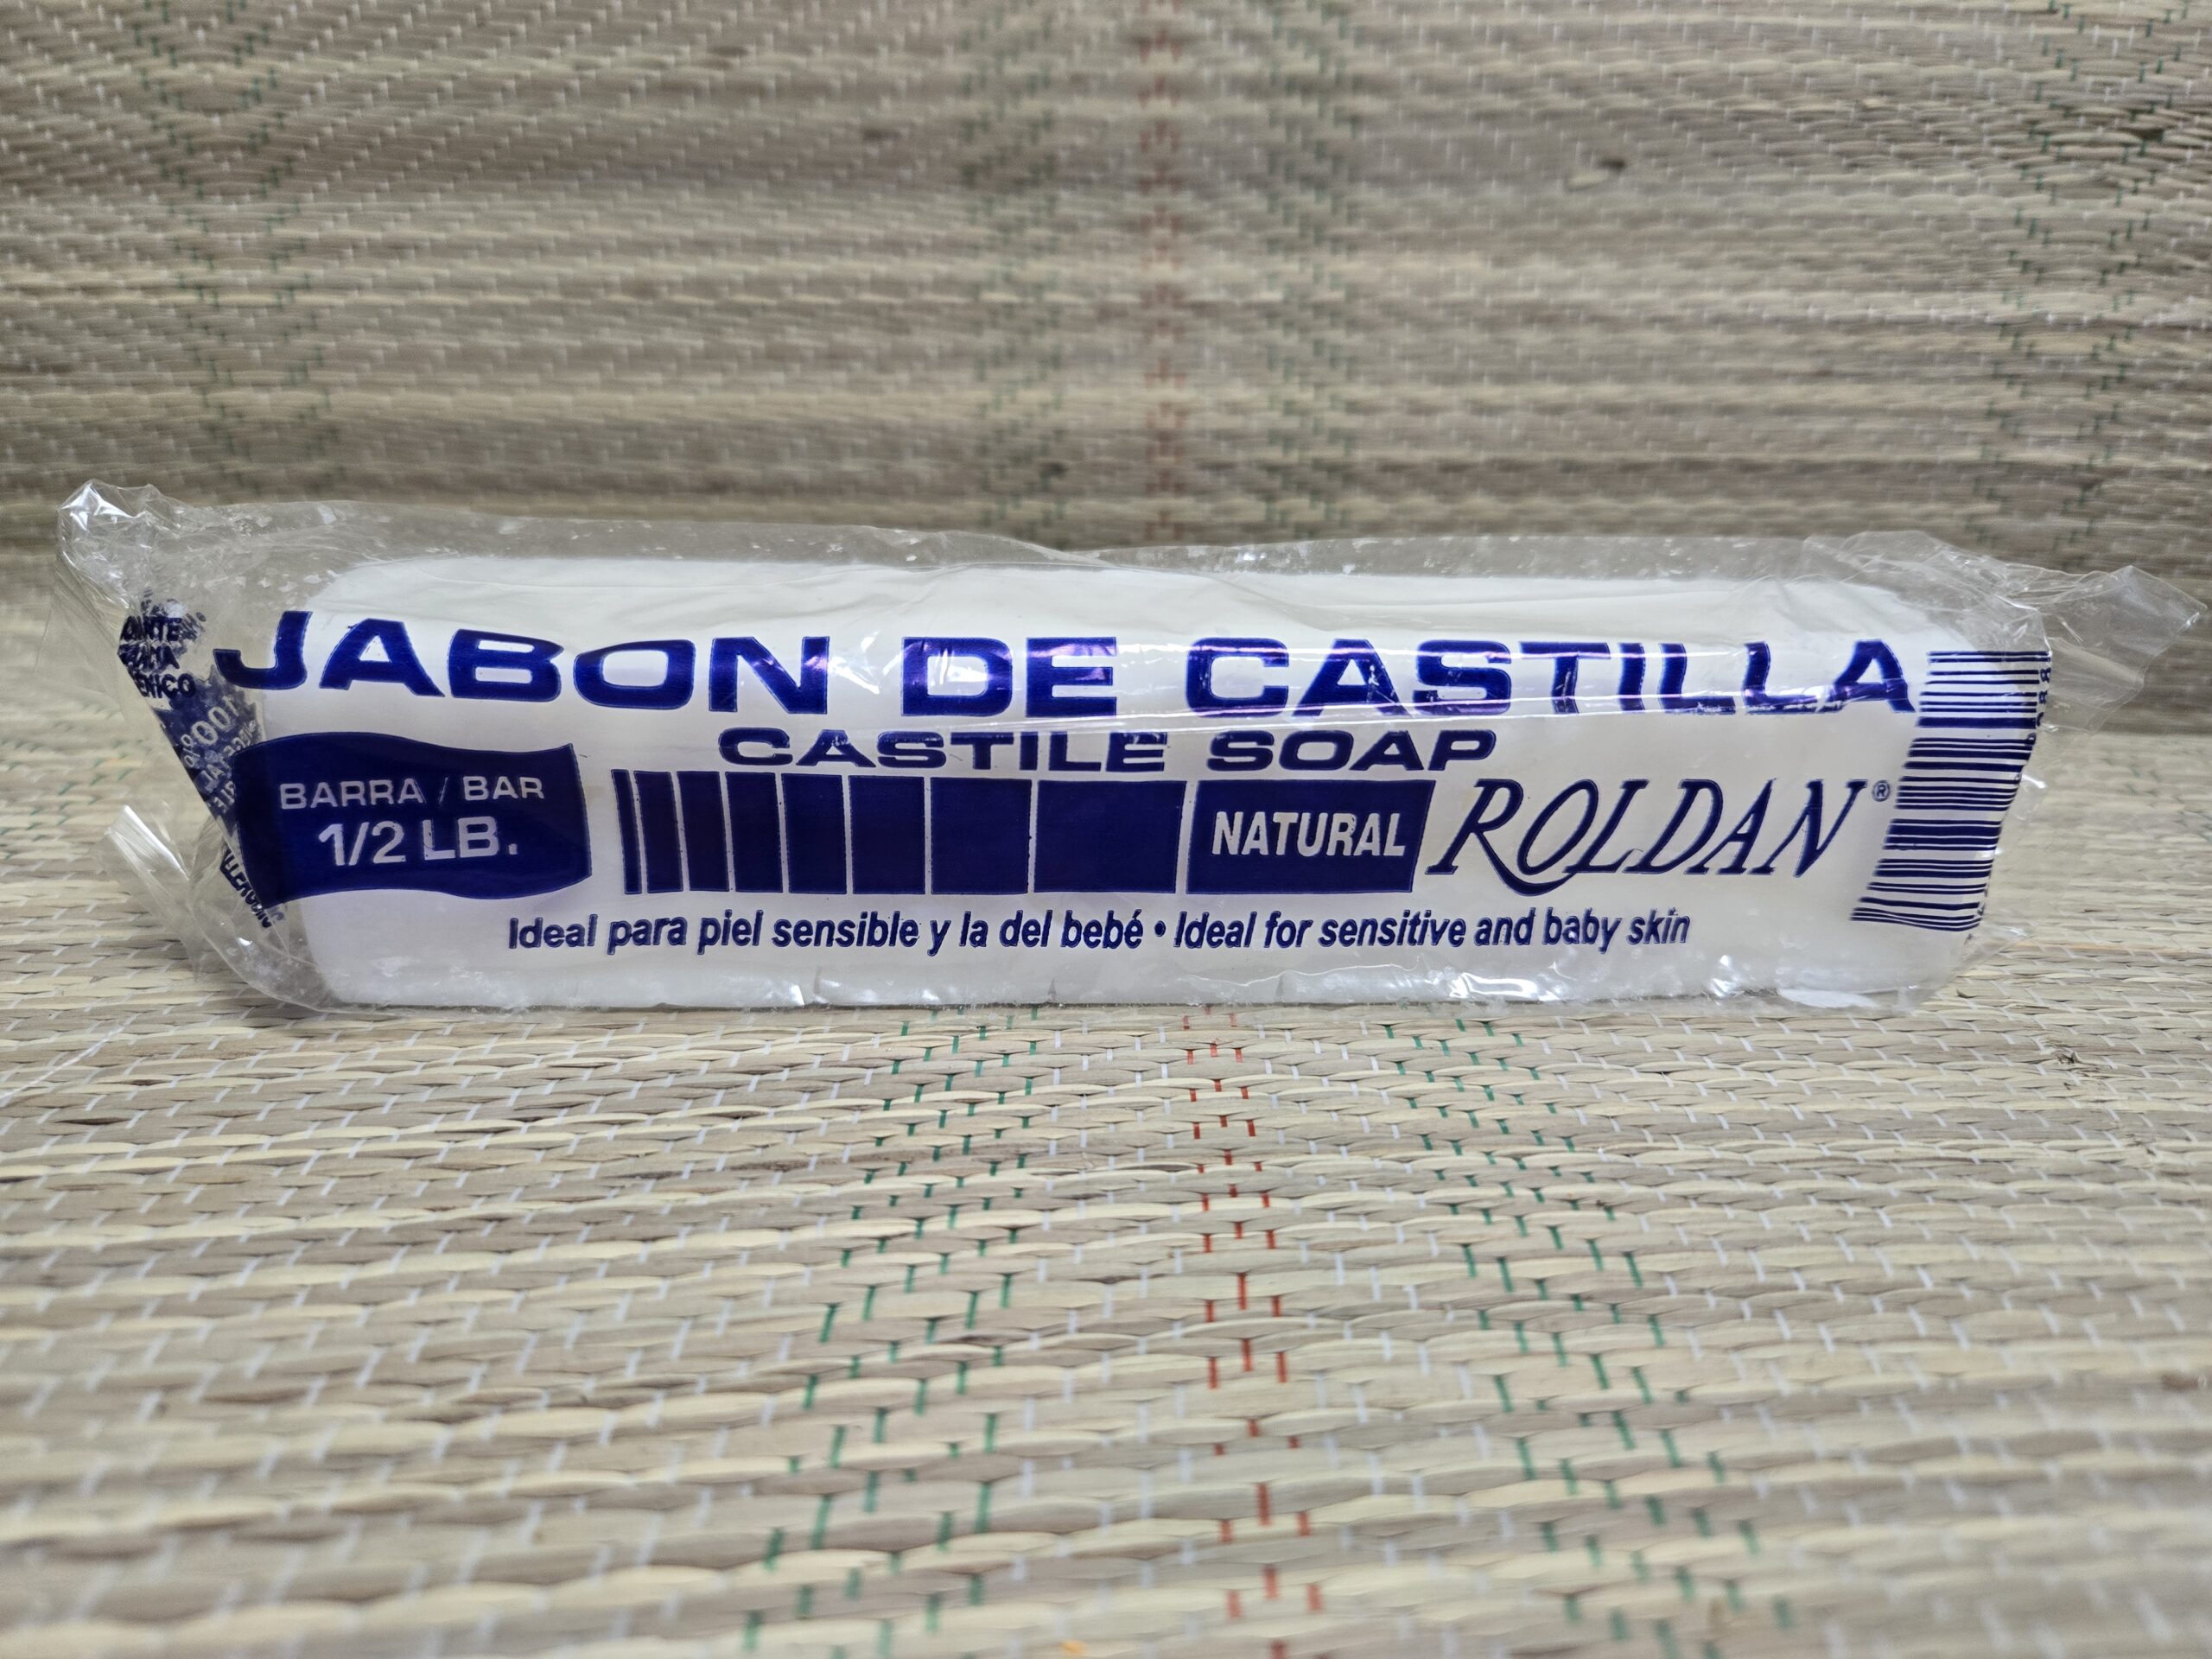 JABON DE CASTILLA
CASTILE SOAP
BARRA / BAR
1/2 LB.
NATURAL
ROLDAN®
Ideal para piel sensible y la del bebé • Ideal for sensitive and baby skin
100%